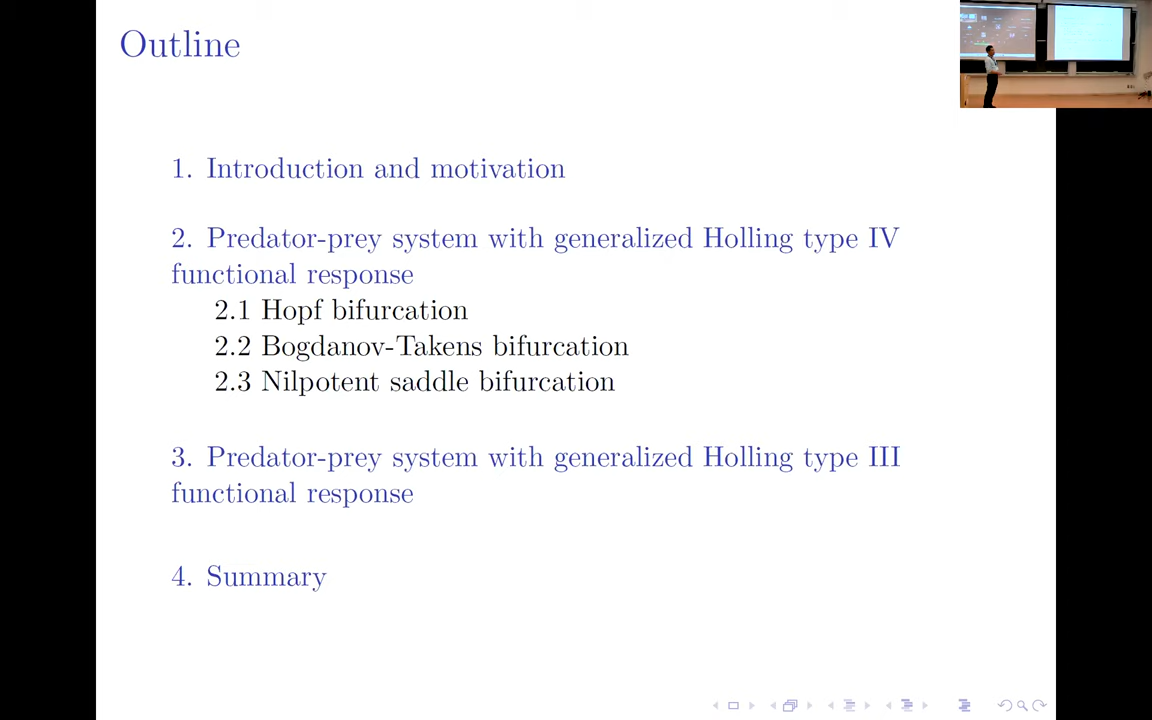 Outline
1. Introduction and motivation
2. Predator-prey system with generalized Holling type IV
functional response
2.1 Hopf bifurcation
2.2 Bogdanov-Takens bifurcation
2.3 Nilpotent saddle bifurcation
3. Predator-prey system with generalized Holling type III
functional response
4. Summary